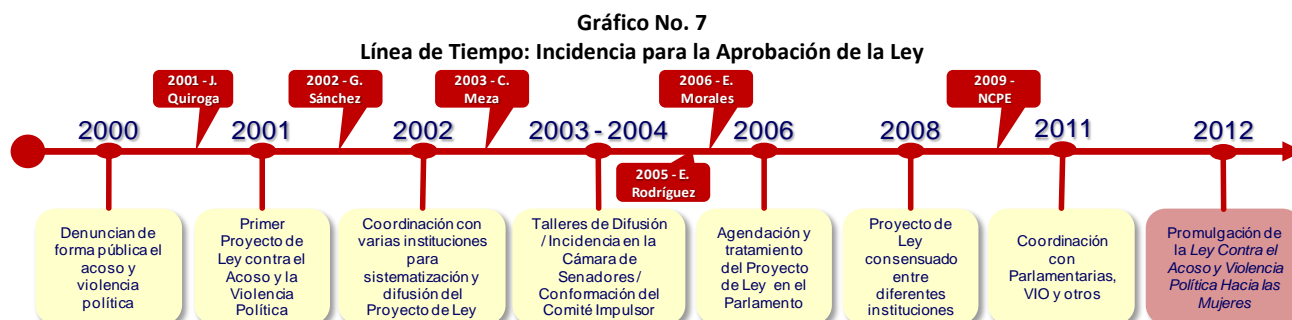 Gráfico No. 7
Línea de Tiempo: Incidencia para la Aprobación de la Ley
2001 - J.
Quiroga
2002 - G.
Sánchez
2003 - C.
Meza
2006 - E.
Morales
2009 -
NCPE
2000
2001
2002
2003 - 2004
2006
2008
2011
2012
2005 - E.
Rodríguez
Denuncian de
forma pública el
acoso y
violencia
política
Primer
Proyecto de
Ley contra el
Acoso y la
Violencia
Política
Coordinación con
varias instituciones
para
sistematización y
difusión del
Proyecto de Ley
Talleres de Difusión
/ Incidencia en la
Cámara de
Senadores /
Conformación del
Comité Impulsor
Agendación y
tratamiento
del Proyecto
de Ley en el
Parlamento
Proyecto de
Ley
consensuado
entre
diferentes
instituciones
Coordinación
con
Parlamentarias,
VIO y otros
Promulgación de
la Ley Contra el
Acoso y Violencia
Política Hacia las
Mujeres